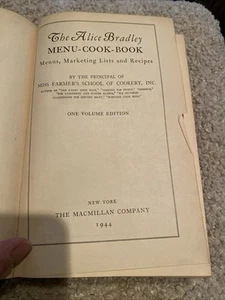 The Alice Bradley
MENU-COOK-BOOK
Menus, Marketing Lists and Recipes
BY THE PRINCIPAL OF
MISS FARMER'S SCHOOL OF COOKERY, INC.
ONE VOLUME EDITION
NEW YORK
THE MACMILLAN COMPANY
1944